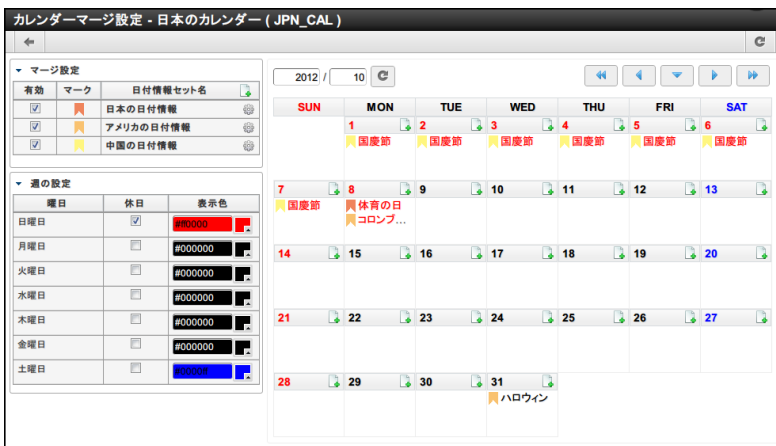 カレンダーマージ設定 - 日本のカレンダー ( JPN_CAL )
マージ設定
有効 マーク 日付情報セット名
日本の日付情報
アメリカの日付情報
中国の日付情報
週の設定
曜日 休日 表示色
日曜日 #ff0000
月曜日 #000000
火曜日 #000000
水曜日 #000000
木曜日 #000000
金曜日 #000000
土曜日 #0000ff
2012 / 10
SUN MON TUE WED THU FRI SAT
1 2 3 4 5 6
国慶節 国慶節 国慶節 国慶節 国慶節 国慶節
7 8 9 10 11 12 13
国慶節 体育の日
コロンブ...
14 15 16 17 18 19 20
21 22 23 24 25 26 27
28 29 30 31
ハロウィン